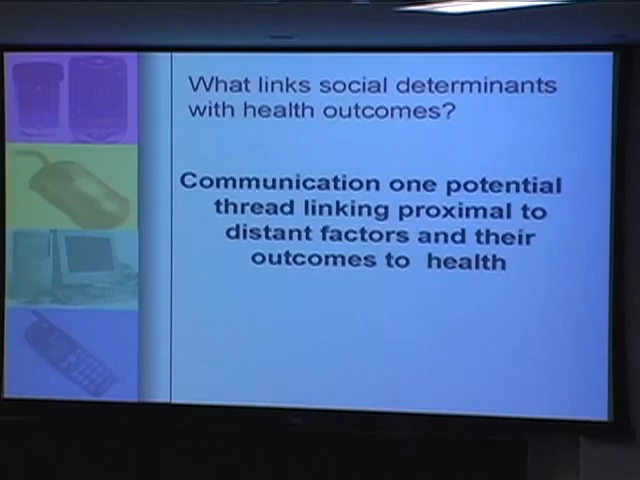 What links social determinants
with health outcomes?
Communication one potential
thread linking proximal to
distant factors and their
outcomes to health